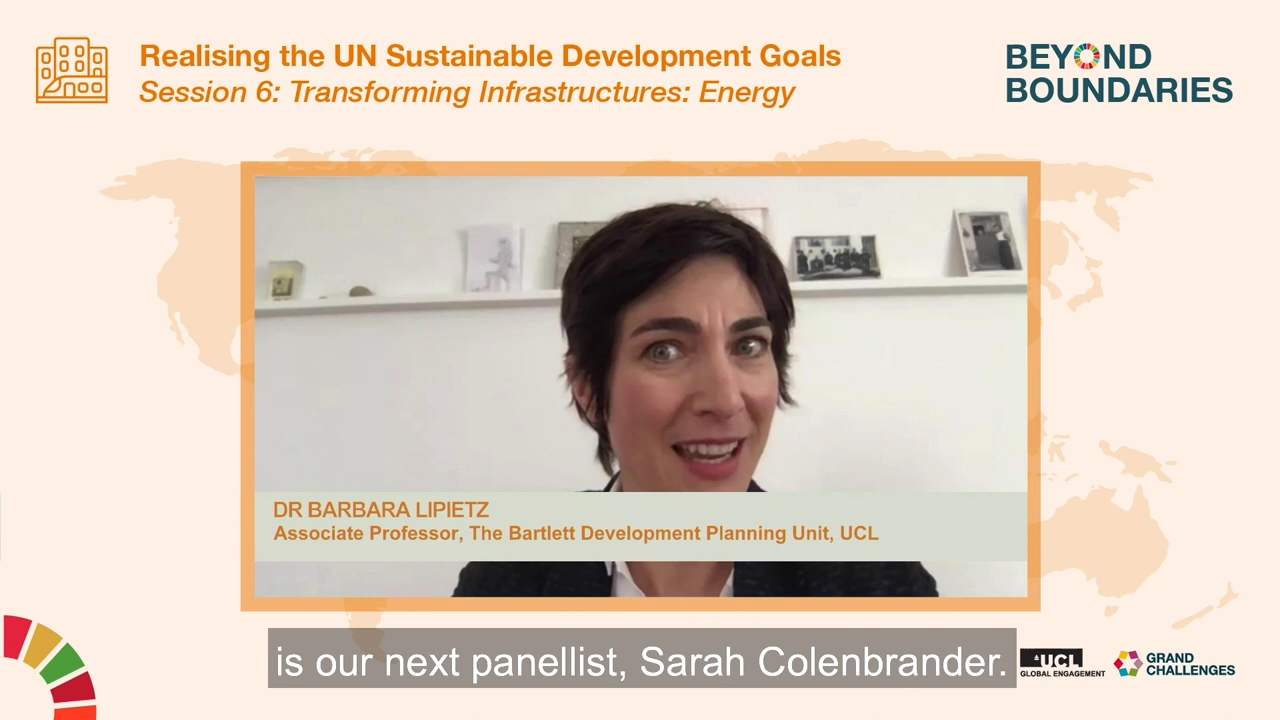 Realising the UN Sustainable Development Goals
Session 6: Transforming Infrastructures: Energy
BEYOND
BOUNDARIES
DR BARBARA LIPIETZ
Associate Professor, The Bartlett Development Planning Unit, UCL
is our next panellist, Sarah Colenbrander.
UCL
GLOBAL ENGAGEMENT
GRAND
CHALLENGES